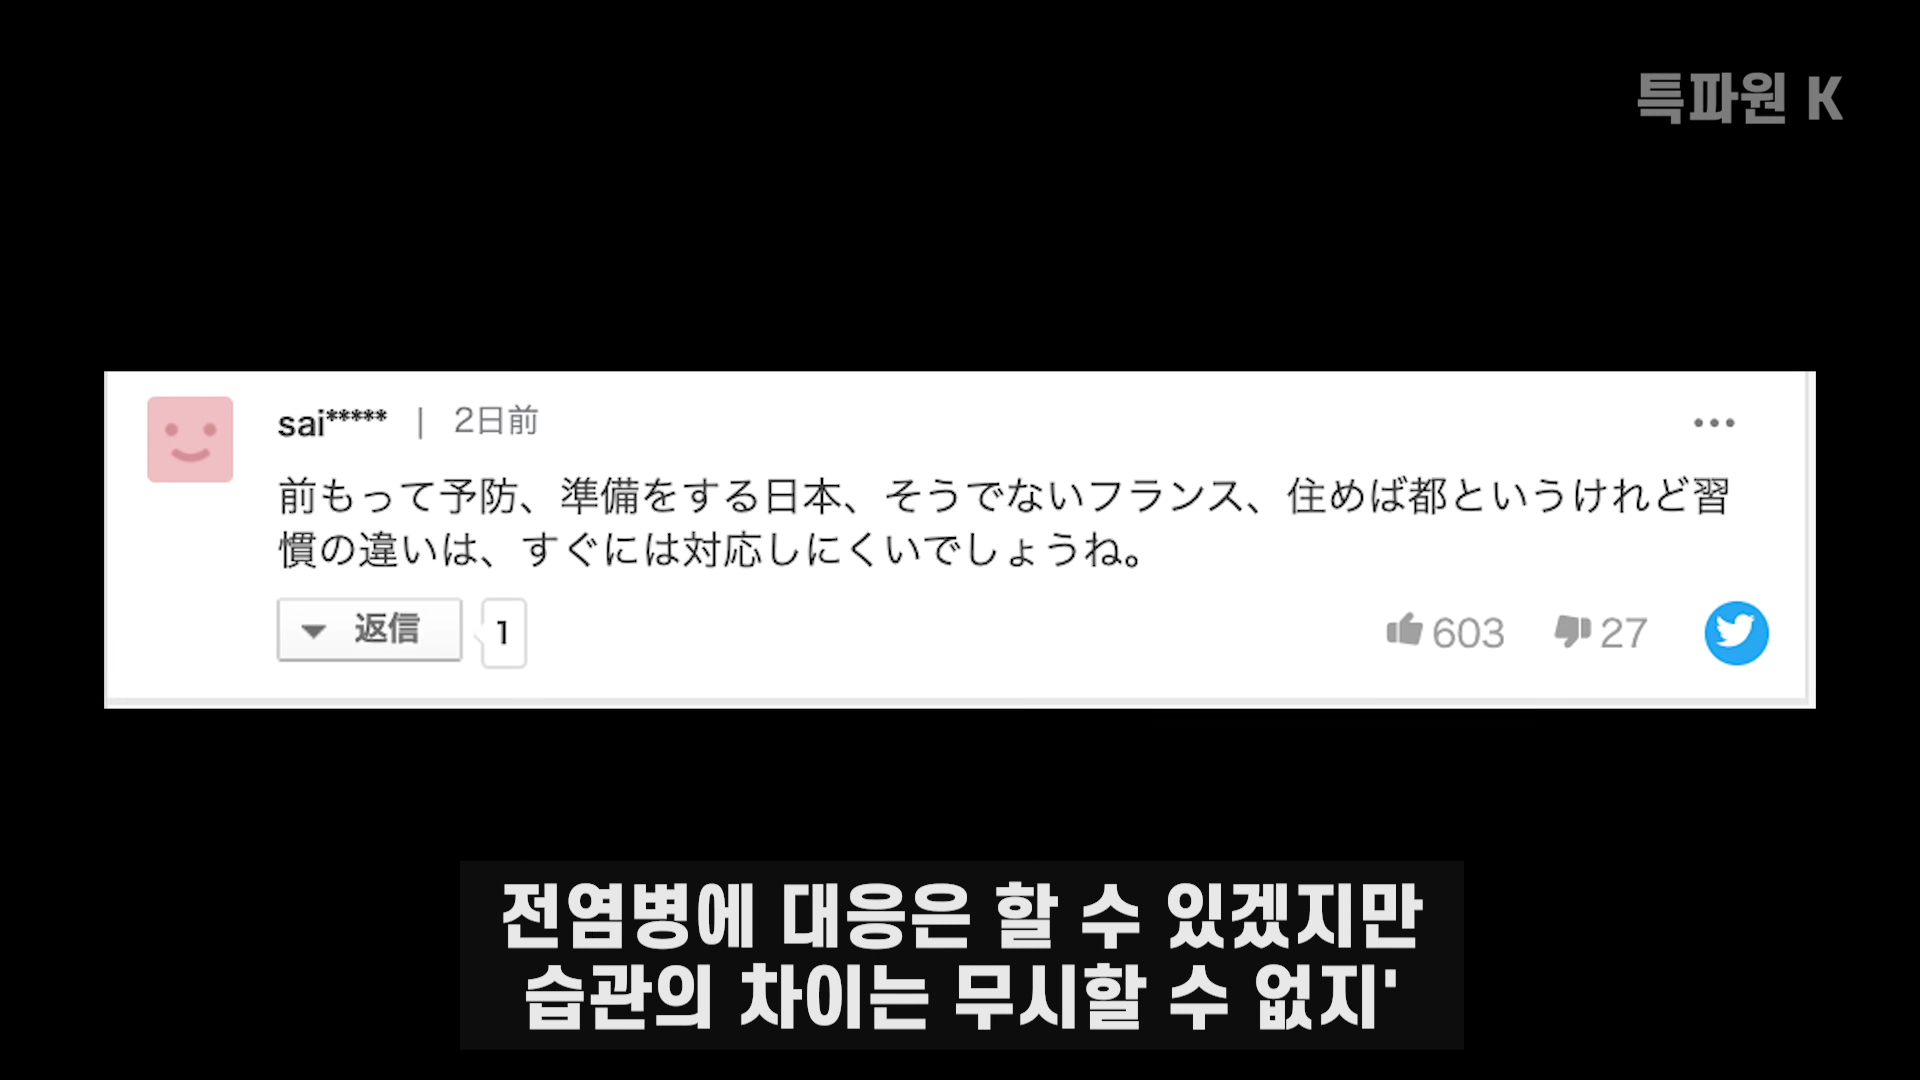 특파원 K
sai***** | 2日前
前もって予防、準備をする日本、そうでないフランス、住めば都というけれど習
慣の違いは、すぐには対応しにくいでしょうね。
返信 1
603 27
전염병에 대응은 할 수 있겠지만
습관의 차이는 무시할 수 없지'